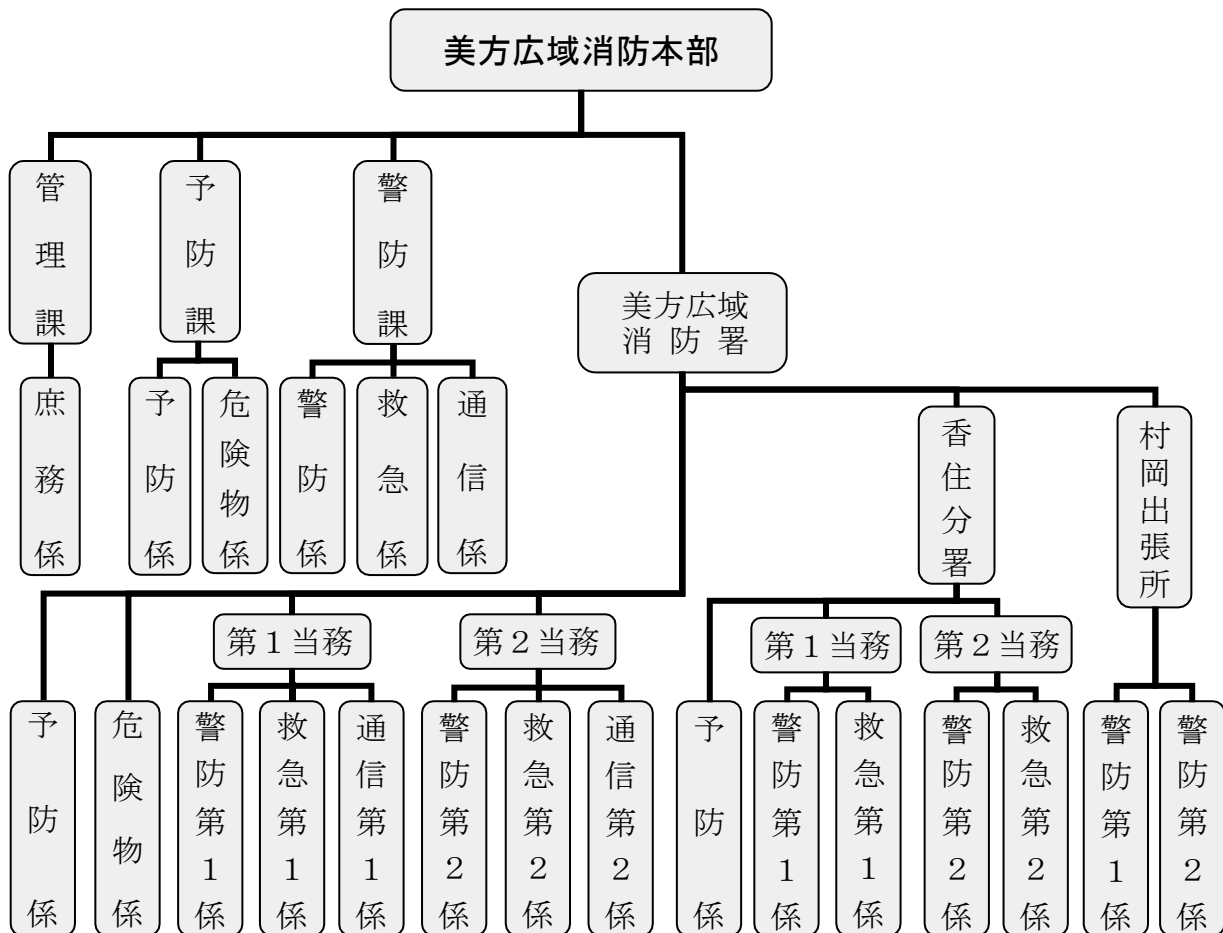 美方広域消防本部
管理課
予防課
警防課
美方広域
消防署
庶務係
予防係
危険物係
警防係
救急係
通信係
香住分署
村岡出張所
第１当務
第２当務
第１当務
第２当務
予防係
危険物係
警防第１係
救急第１係
通信第１係
警防第２係
救急第２係
通信第２係
予防係
警防第１係
救急第１係
警防第２係
救急第２係
警防第１係
警防第２係